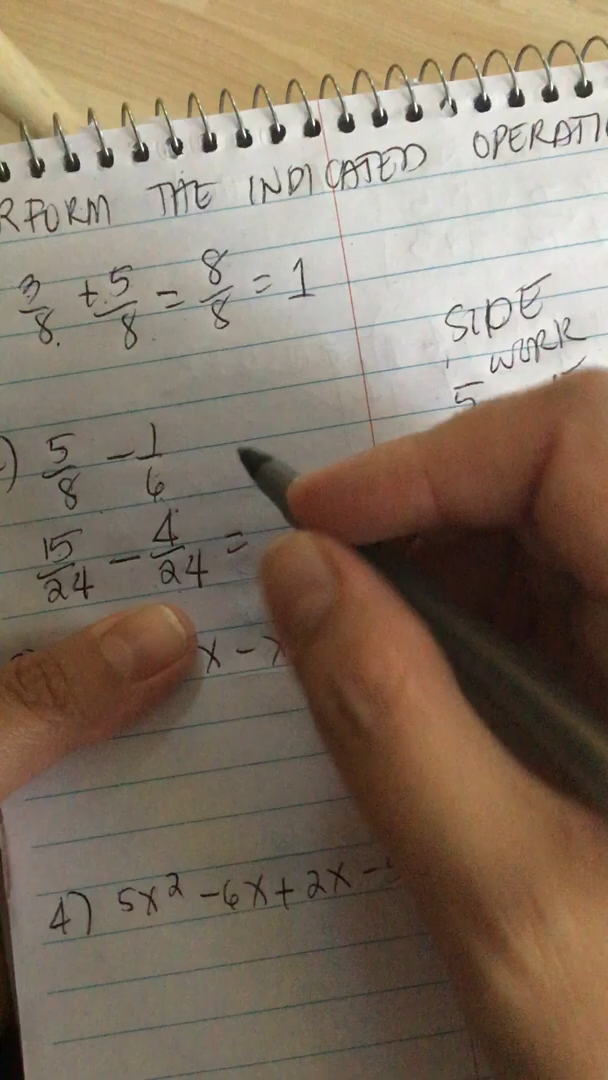 RFORM THE INDICATED OPERATI
3/8 + 5/8 = 8/8 = 1
SIDE
WORK
5
) 5/8 - 1/6
15/24 - 4/24 =
x -
4) 5x² - 6x + 2x -